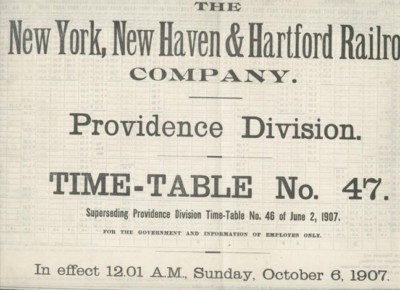 THE
New York, New Haven & Hartford Railro
COMPANY.
Providence Division.
TIME-TABLE No. 47.
Superseding Providence Division Time-Table No. 46 of June 2, 1907.
FOR THE GOVERNMENT AND INFORMATION OF EMPLOYES ONLY.
In effect 12.01 A.M., Sunday, October 6, 1907.